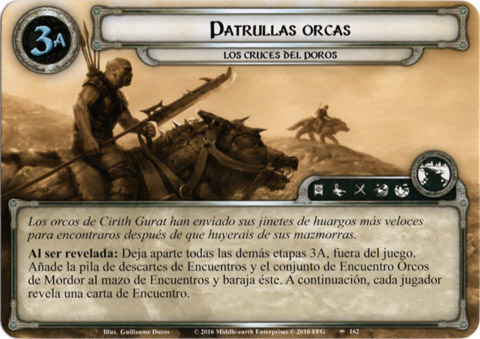 Patrullas orcas
los cruces del poros
3A
Los orcos de Cirith Gurat han enviado sus jinetes de huargos más veloces
para encontraros después de que huyerais de sus mazmorras.
Al ser revelada: Deja aparte todas las demás etapas 3A, fuera del juego.
Añade la pila de descartes de Encuentros y el conjunto de Encuentro Orcos
de Mordor al mazo de Encuentros y baraja éste. A continuación, cada jugador
revela una carta de Encuentro.
Illus. Guillaume Ducos © 2016 Middle-earth Enterprises © 2016 FFG 162